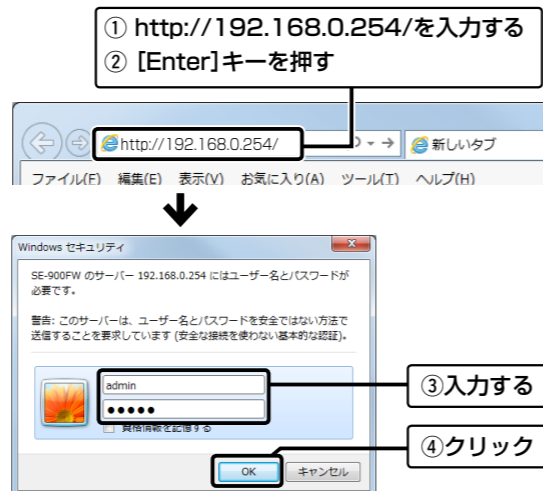 ① http://192.168.0.254/を入力する
② [Enter]キーを押す
http://192.168.0.254/
新しいタブ
ファイル(F) 編集(E) 表示(V) お気に入り(A) ツール(T) ヘルプ(H)
Windows セキュリティ
SE-900FW のサーバー 192.168.0.254 にはユーザー名とパスワードが
必要です。
警告: このサーバーは、ユーザー名とパスワードを安全ではない方法で
送信することを要求しています (安全な接続を使わない基本的な認証)。
admin
●●●●●
資格情報を記憶する
③入力する
④クリック
OK キャンセル